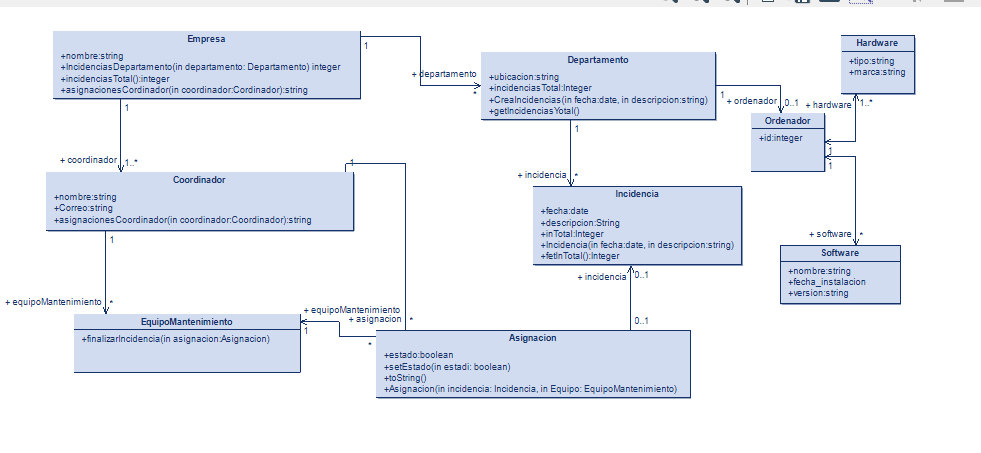 Empresa
+nombre:string
+IncidenciasDepartamento(in departamento: Departamento) integer
+incidenciasTotal():integer
+asignacionesCordinador(in coordinador:Cordinador):string
1
+ departamento
*
Departamento
+ubicacion:string
+incidenciasTotal:Integer
+CreaIncidencias(in fecha:date, in descripcion:string)
+getIncidenciasYotal()
1
+ ordenador
0..1
Hardware
+tipo:string
+marca:string
+ hardware
1..*
Ordenador
+id:integer
1
1
1
+ coordinador
1..*
Coordinador
+nombre:string
+Correo:string
+asignacionesCoordinador(in coordinador:Coordinador):string
1
1
+ incidencia
*
Incidencia
+fecha:date
+descripcion:String
+inTotal:Integer
+Incidencia(in fecha:date, in descripcion:string)
+fetInTotal():Integer
+ software
*
Software
+nombre:string
+fecha_instalacion
+version:string
+ incidencia
0..1
0..1
1
+ equipoMantenimiento
*
EquipoMantenimiento
+finalizarIncidencia(in asignacion:Asignacion)
+ equipoMantenimiento
1
+ asignacion
*
*
Asignacion
+estado:boolean
+setEstado(in estadi: boolean)
+toString()
+Asignacion(in incidencia: Incidencia, in Equipo: EquipoMantenimiento)